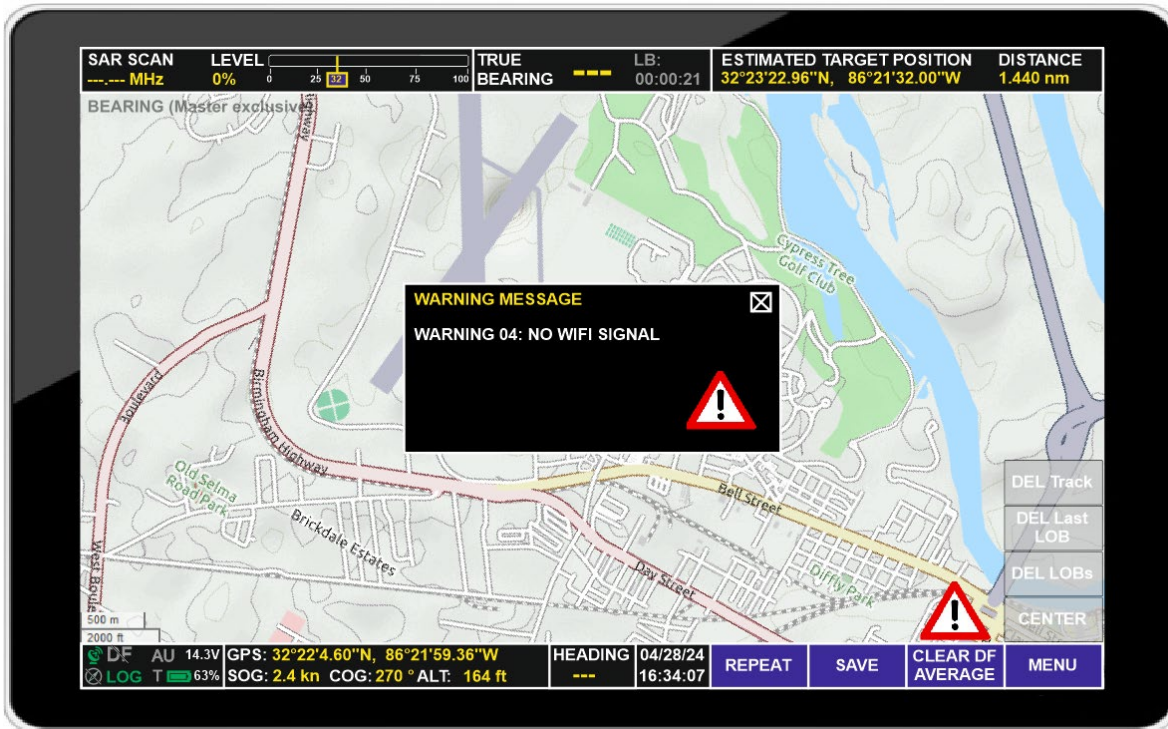 SAR SCAN
---.--- MHz
LEVEL
0%
0 25 32 50 75 100
TRUE
BEARING
---
LB:
00:00:21
ESTIMATED TARGET POSITION
32°23'22.96"N, 86°21'32.00"W
DISTANCE
1.440 nm
BEARING (Master exclusive)
Cypress Tree
Golf Club
WARNING MESSAGE
WARNING 04: NO WIFI SIGNAL
!
Boulevard
Birmingham Highway
Old Selma
Road Park
Brickdale Estates
West Boule
Bell Street
Day Street
Diffly Park
!
DEL Track
DEL Last
LOB
DEL LOBs
CENTER
500 m
2000 ft
DF AU 14.3V
LOG T 63%
GPS: 32°22'4.60"N, 86°21'59.36"W
SOG: 2.4 kn COG: 270 ° ALT: 164 ft
HEADING
---
04/28/24
16:34:07
REPEAT
SAVE
CLEAR DF
AVERAGE
MENU